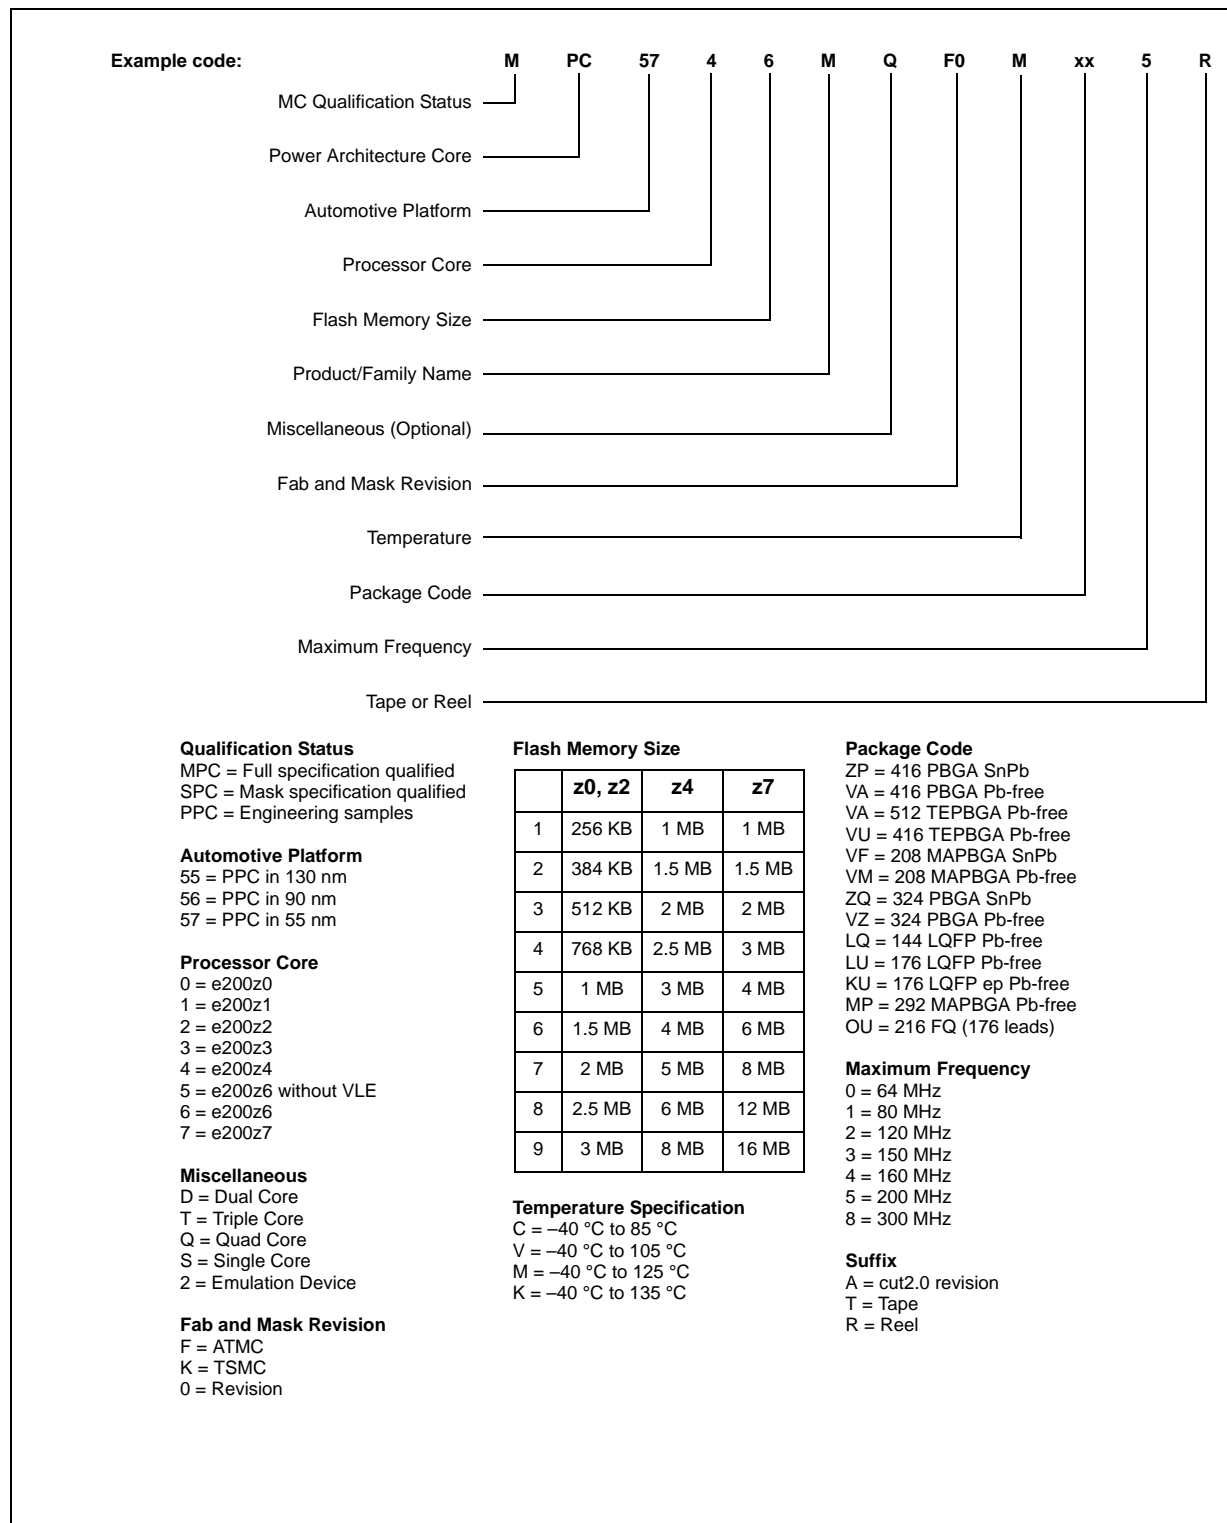 Example code: M PC 57 4 6 M Q F0 M xx 5 R
MC Qualification Status
Power Architecture Core
Automotive Platform
Processor Core
Flash Memory Size
Product/Family Name
Miscellaneous (Optional)
Fab and Mask Revision
Temperature
Package Code
Maximum Frequency
Tape or Reel
Qualification Status
MPC = Full specification qualified
SPC = Mask specification qualified
PPC = Engineering samples
Automotive Platform
55 = PPC in 130 nm
56 = PPC in 90 nm
57 = PPC in 55 nm
Processor Core
0 = e200z0
1 = e200z1
2 = e200z2
3 = e200z3
4 = e200z4
5 = e200z6 without VLE
6 = e200z6
7 = e200z7
Miscellaneous
D = Dual Core
T = Triple Core
Q = Quad Core
S = Single Core
2 = Emulation Device
Fab and Mask Revision
F = ATMC
K = TSMC
0 = Revision
Flash Memory Size
z0, z2 z4 z7
1 256 KB 1 MB 1 MB
2 384 KB 1.5 MB 1.5 MB
3 512 KB 2 MB 2 MB
4 768 KB 2.5 MB 3 MB
5 1 MB 3 MB 4 MB
6 1.5 MB 4 MB 6 MB
7 2 MB 5 MB 8 MB
8 2.5 MB 6 MB 12 MB
9 3 MB 8 MB 16 MB
Temperature Specification
C = –40 °C to 85 °C
V = –40 °C to 105 °C
M = –40 °C to 125 °C
K = –40 °C to 135 °C
Package Code
ZP = 416 PBGA SnPb
VA = 416 PBGA Pb-free
VA = 512 TEPBGA Pb-free
VU = 416 TEPBGA Pb-free
VF = 208 MAPBGA SnPb
VM = 208 MAPBGA Pb-free
ZQ = 324 PBGA SnPb
VZ = 324 PBGA Pb-free
LQ = 144 LQFP Pb-free
LU = 176 LQFP Pb-free
KU = 176 LQFP ep Pb-free
MP = 292 MAPBGA Pb-free
OU = 216 FQ (176 leads)
Maximum Frequency
0 = 64 MHz
1 = 80 MHz
2 = 120 MHz
3 = 150 MHz
4 = 160 MHz
5 = 200 MHz
8 = 300 MHz
Suffix
A = cut2.0 revision
T = Tape
R = Reel